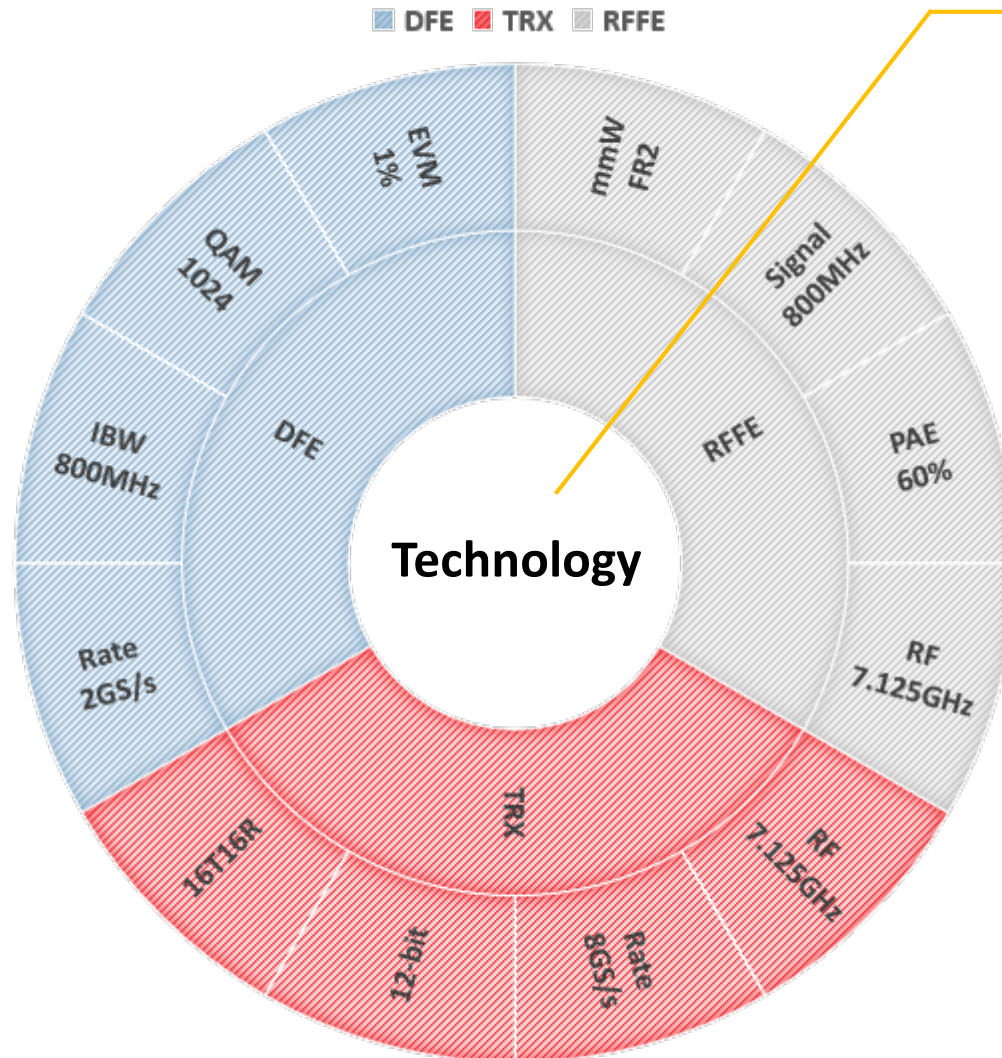 DFE TRX RFFE
mmW
FR2
Signal
800MHz
PAE
60%
RF
7.125GHz
RFFE
RF
7.125GHz
Rate
8GS/s
12-bit
16T16R
TRX
Rate
2GS/s
IBW
800MHz
QAM
1024
EVM
1%
DFE
Technology